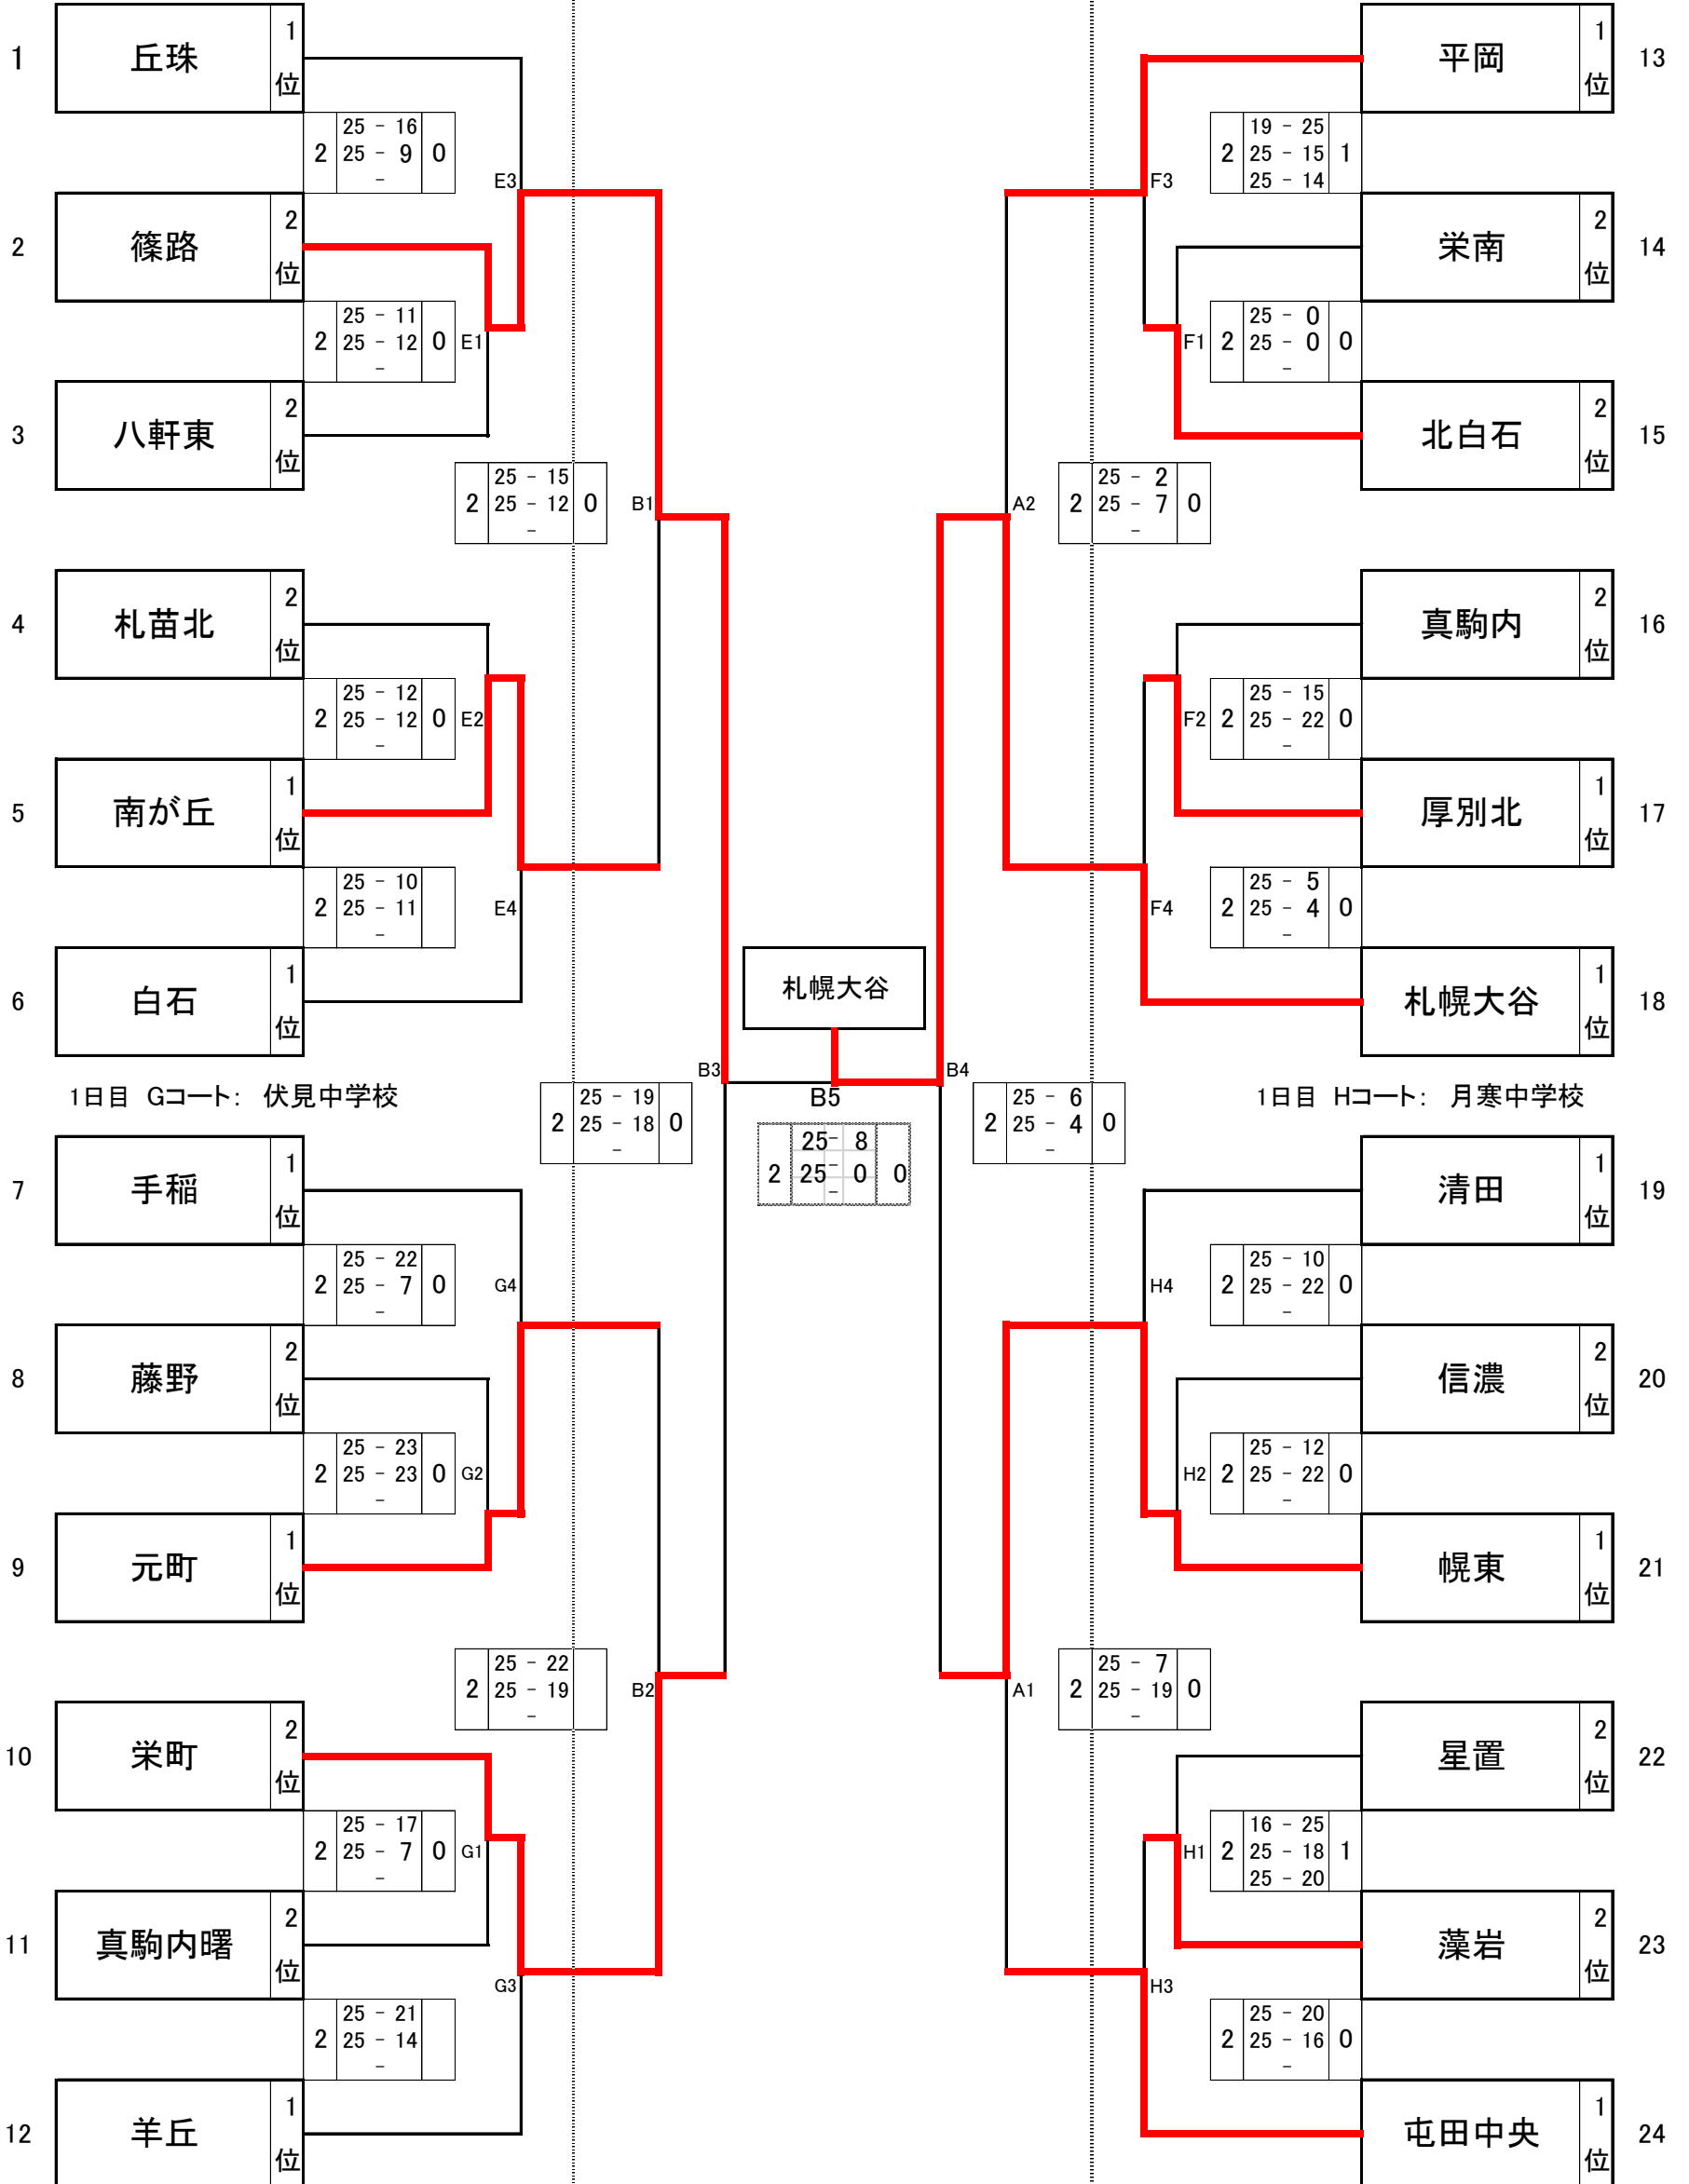 1 丘珠 1位
25 - 16
2 25 - 9 0
-
E3
2 篠路 2位
25 - 11
2 25 - 12 0 E1
-
3 八軒東 2位
25 - 15
2 25 - 12 0 B1
-
4 札苗北 2位
25 - 12
2 25 - 12 0 E2
-
5 南が丘 1位
25 - 10
2 25 - 11 E4
-
6 白石 1位
1日目 Gコート： 伏見中学校
B3
25 - 19
2 25 - 18 0
-
7 手稲 1位
25 - 22
2 25 - 7 0 G4
-
8 藤野 2位
25 - 23
2 25 - 23 0 G2
-
9 元町 1位
25 - 22
2 25 - 19 B2
-
10 栄町 2位
25 - 17
2 25 - 7 0 G1
-
11 真駒内曙 2位
G3
25 - 21
2 25 - 14
-
12 羊丘 1位
札幌大谷
B5
25 - 8
2 25 - 0 0
-
平岡 1位 13
19 - 25
2 25 - 15 1
25 - 14
F3
栄南 2位 14
25 - 0
F1 2 25 - 0 0
-
北白石 2位 15
25 - 2
A2 2 25 - 7 0
-
真駒内 2位 16
25 - 15
F2 2 25 - 22 0
-
厚別北 1位 17
25 - 5
F4 2 25 - 4 0
-
札幌大谷 1位 18
B4
25 - 6
2 25 - 4 0
-
1日目 Hコート： 月寒中学校
清田 1位 19
25 - 10
H4 2 25 - 22 0
-
信濃 2位 20
25 - 12
H2 2 25 - 22 0
-
幌東 1位 21
25 - 7
A1 2 25 - 19 0
-
星置 2位 22
16 - 25
H1 2 25 - 18 1
25 - 20
藻岩 2位 23
H3
25 - 20
2 25 - 16 0
-
屯田中央 1位 24